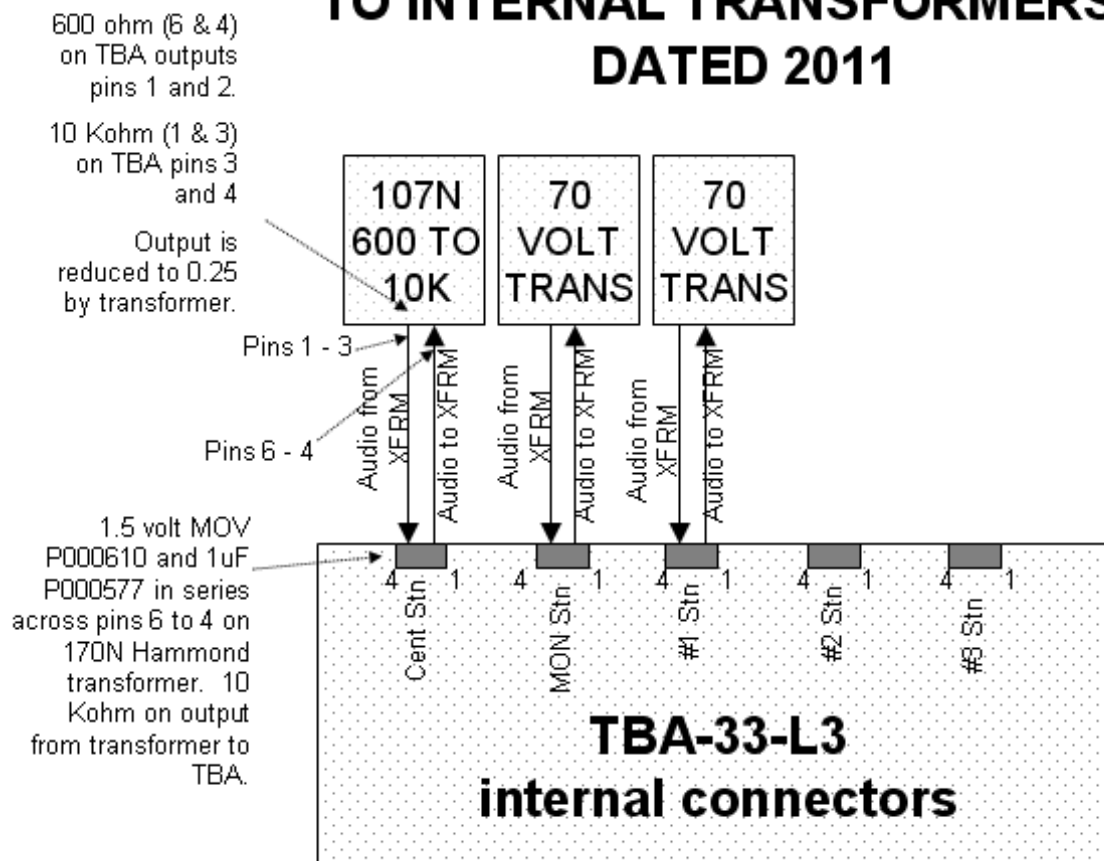 TO INTERNAL TRANSFORMERS
DATED 2011
600 ohm (6 & 4)
on TBA outputs
pins 1 and 2.
10 Kohm (1 & 3)
on TBA pins 3
and 4
Output is
reduced to 0.25
by transformer.
107N
600 TO
10K
70
VOLT
TRANS
70
VOLT
TRANS
Pins 1 - 3
Pins 6 - 4
Audio from
XFRM
Audio to XFRM
Audio from
XFRM
Audio to XFRM
Audio from
XFRM
Audio to XFRM
1.5 volt MOV
P000610 and 1uF
P000577 in series
across pins 6 to 4 on
170N Hammond
transformer. 10
Kohm on output
from transformer to
TBA.
4 1
4 1
4 1
4 1
4 1
Cent Stn
MON Stn
#1 Stn
#2 Stn
#3 Stn
TBA-33-L3
internal connectors